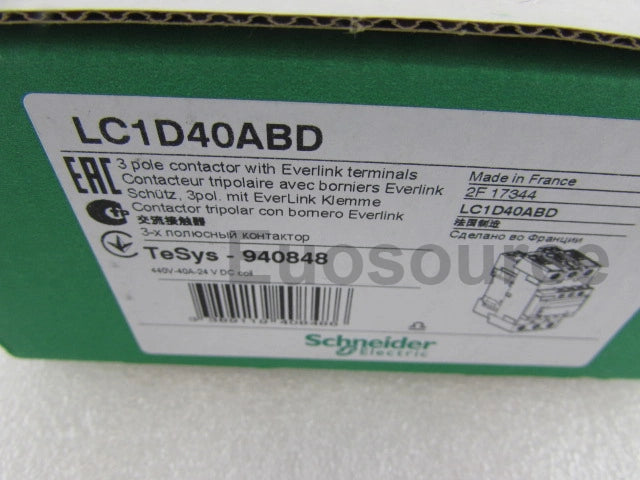 LC1D40ABD
EAC
3 pole contactor with Everlink terminals
Contacteur tripolaire avec borniers Everlink
Schütz, 3pol. mit EverLink Klemme
Contactor tripolar con bornero Everlink
交流接触器
3-х полюсный контактор
TeSys - 940848
440V-40A-24 V DC coil
Made in France
2F 17344
LC1D40ABD
法国制造
Сделано во Франции
Schneider
Electric
Euosource